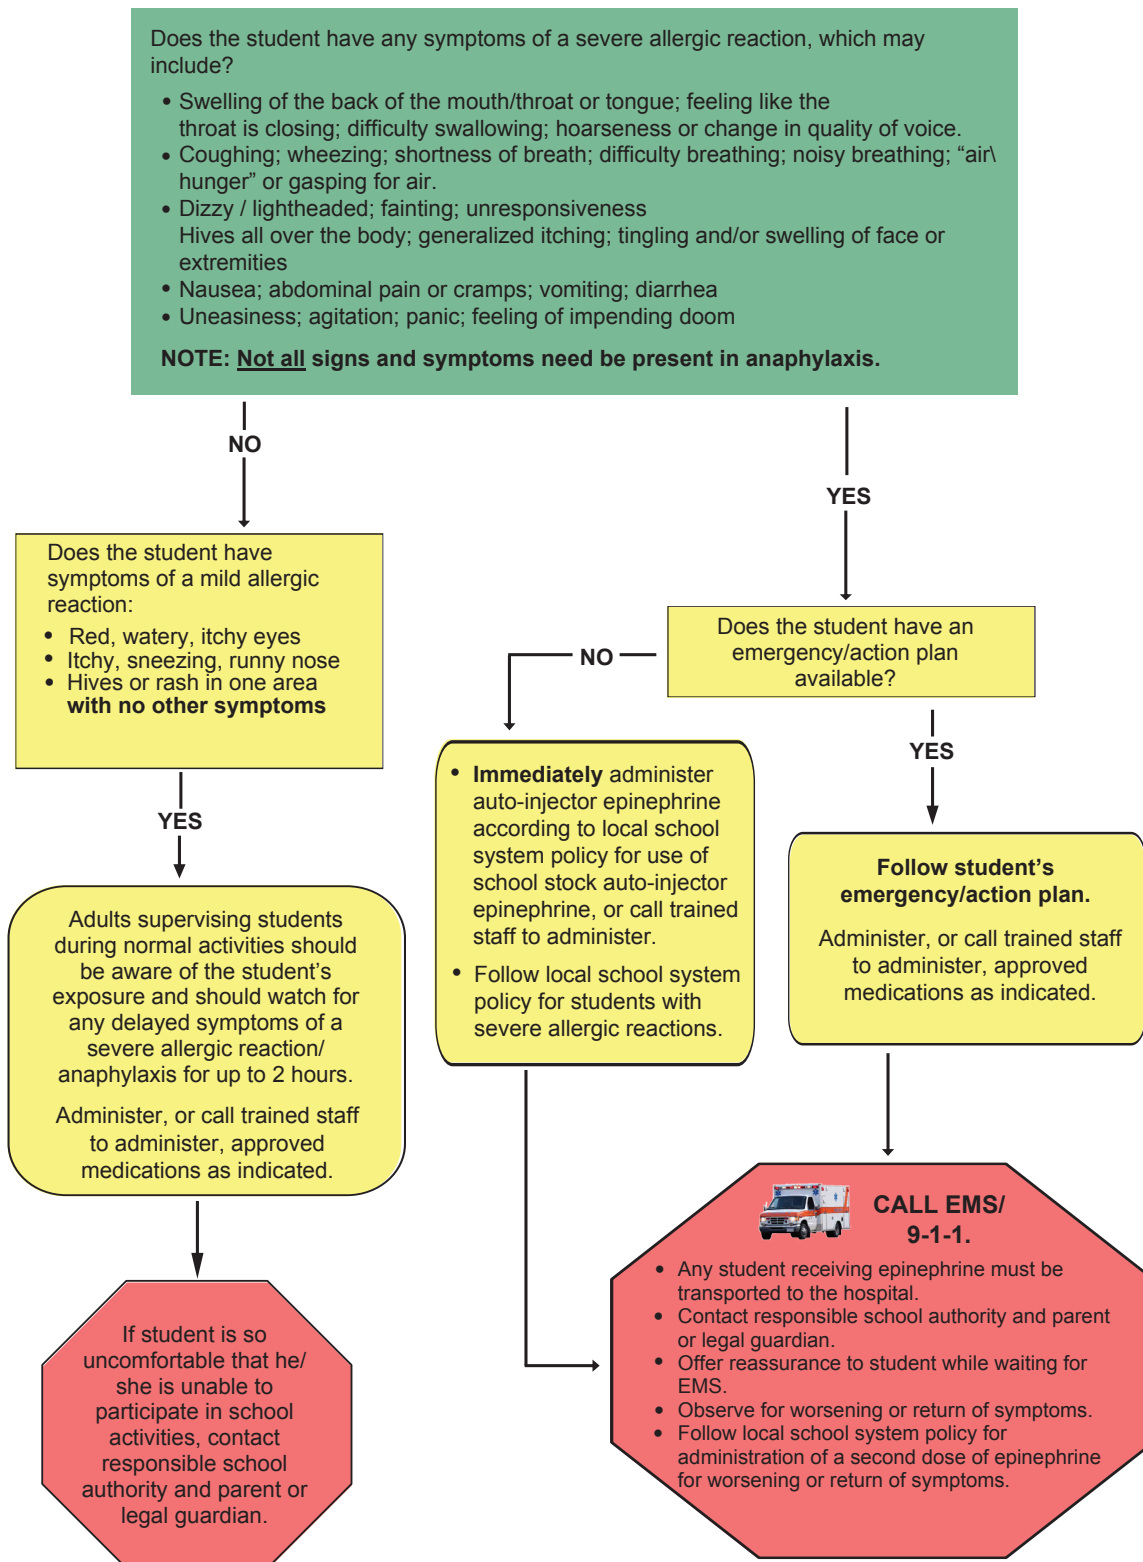 Does the student have any symptoms of a severe allergic reaction, which may
include?
• Swelling of the back of the mouth/throat or tongue; feeling like the
throat is closing; difficulty swallowing; hoarseness or change in quality of voice.
• Coughing; wheezing; shortness of breath; difficulty breathing; noisy breathing; “air\
hunger” or gasping for air.
• Dizzy / lightheaded; fainting; unresponsiveness
Hives all over the body; generalized itching; tingling and/or swelling of face or
extremities
• Nausea; abdominal pain or cramps; vomiting; diarrhea
• Uneasiness; agitation; panic; feeling of impending doom
NOTE: Not all signs and symptoms need be present in anaphylaxis.
NO
YES
Does the student have
symptoms of a mild allergic
reaction:
• Red, watery, itchy eyes
• Itchy, sneezing, runny nose
• Hives or rash in one area
with no other symptoms
YES
Adults supervising students
during normal activities should
be aware of the student’s
exposure and should watch for
any delayed symptoms of a
severe allergic reaction/
anaphylaxis for up to 2 hours.
Administer, or call trained staff
to administer, approved
medications as indicated.
If student is so
uncomfortable that he/
she is unable to
participate in school
activities, contact
responsible school
authority and parent or
legal guardian.
Does the student have an
emergency/action plan
available?
NO
YES
• Immediately administer
auto-injector epinephrine
according to local school
system policy for use of
school stock auto-injector
epinephrine, or call trained
staff to administer.
• Follow local school system
policy for students with
severe allergic reactions.
Follow student’s
emergency/action plan.
Administer, or call trained staff
to administer, approved
medications as indicated.
CALL EMS/
9-1-1.
• Any student receiving epinephrine must be
transported to the hospital.
• Contact responsible school authority and parent
or legal guardian.
• Offer reassurance to student while waiting for
EMS.
• Observe for worsening or return of symptoms.
• Follow local school system policy for
administration of a second dose of epinephrine
for worsening or return of symptoms.